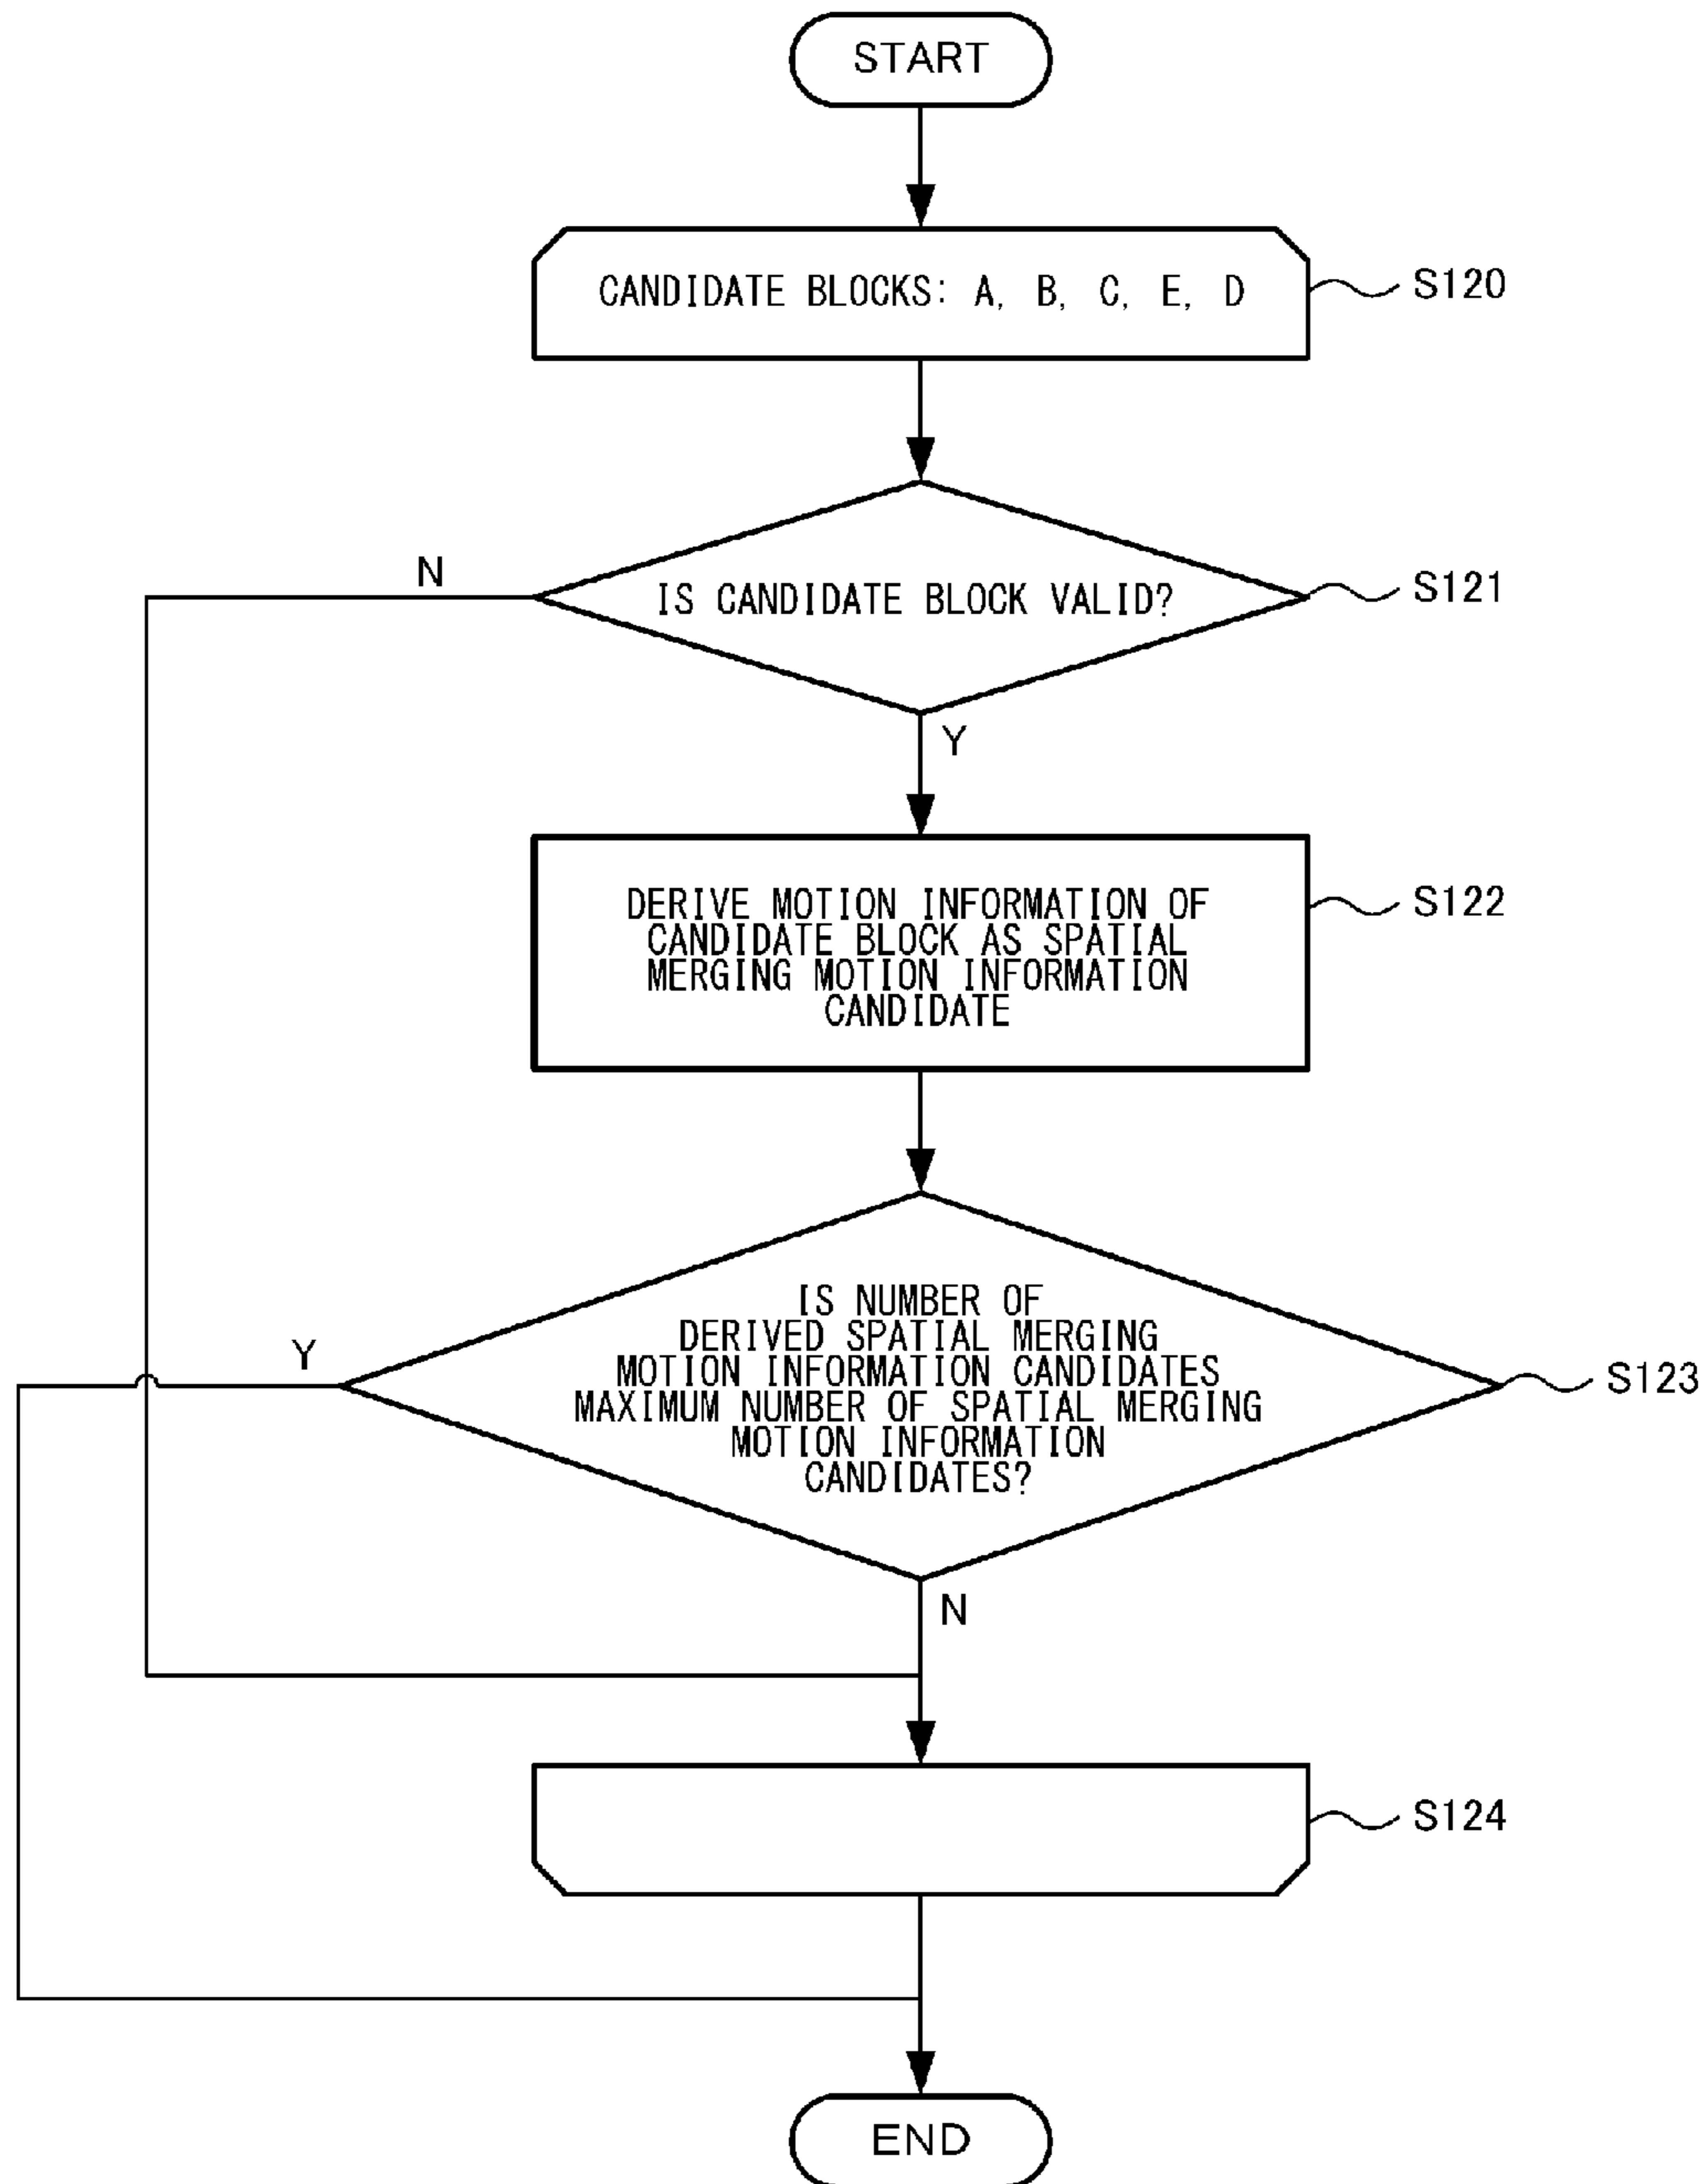 START
CANDIDATE BLOCKS: A, B, C, E, D
S120
N
IS CANDIDATE BLOCK VALID?
S121
Y
DERIVE MOTION INFORMATION OF
CANDIDATE BLOCK AS SPATIAL
MERGING MOTION INFORMATION
CANDIDATE
S122
Y
IS NUMBER OF
DERIVED SPATIAL MERGING
MOTION INFORMATION CANDIDATES
MAXIMUM NUMBER OF SPATIAL MERGING
MOTION INFORMATION
CANDIDATES?
S123
N
S124
END